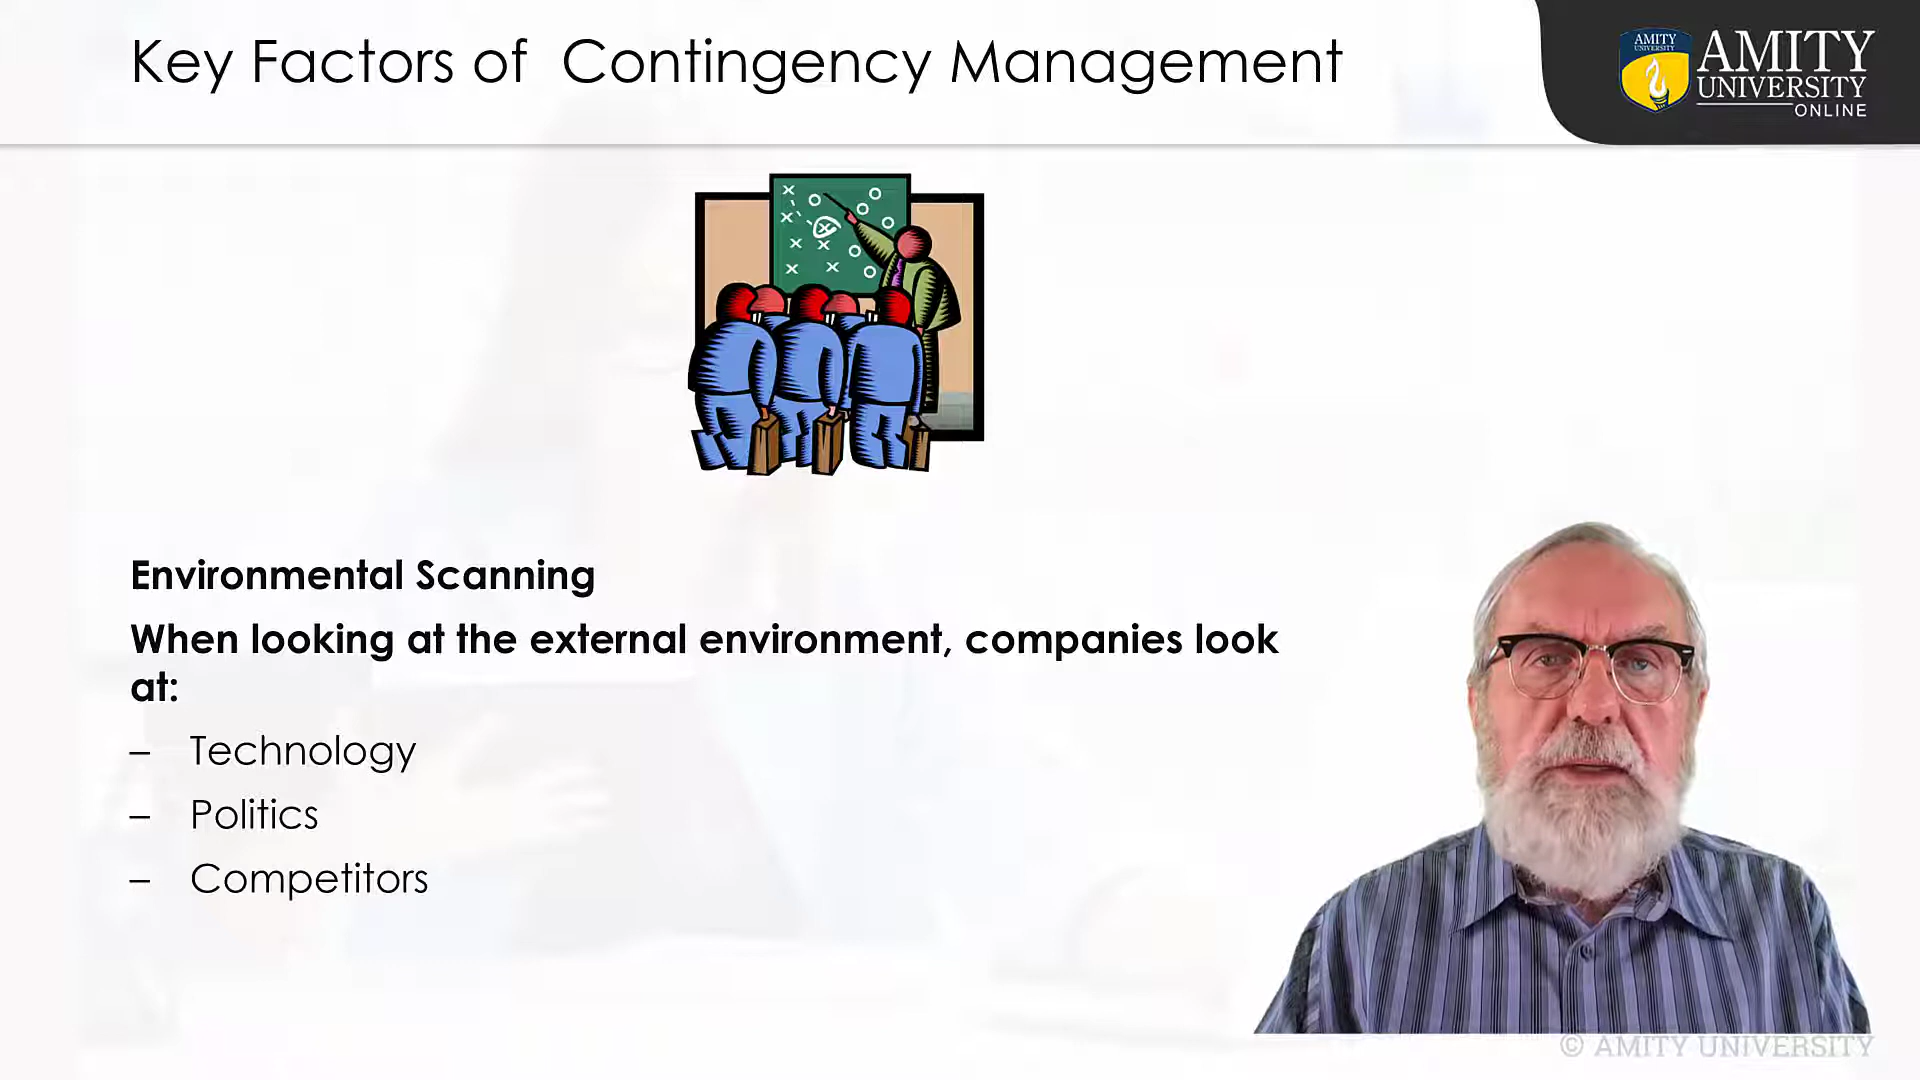 Key Factors of Contingency Management
AMITY
UNIVERSITY
AMITY
UNIVERSITY
ONLINE
Environmental Scanning
When looking at the external environment, companies look
at:
– Technology
– Politics
– Competitors
© AMITY UNIVERSITY